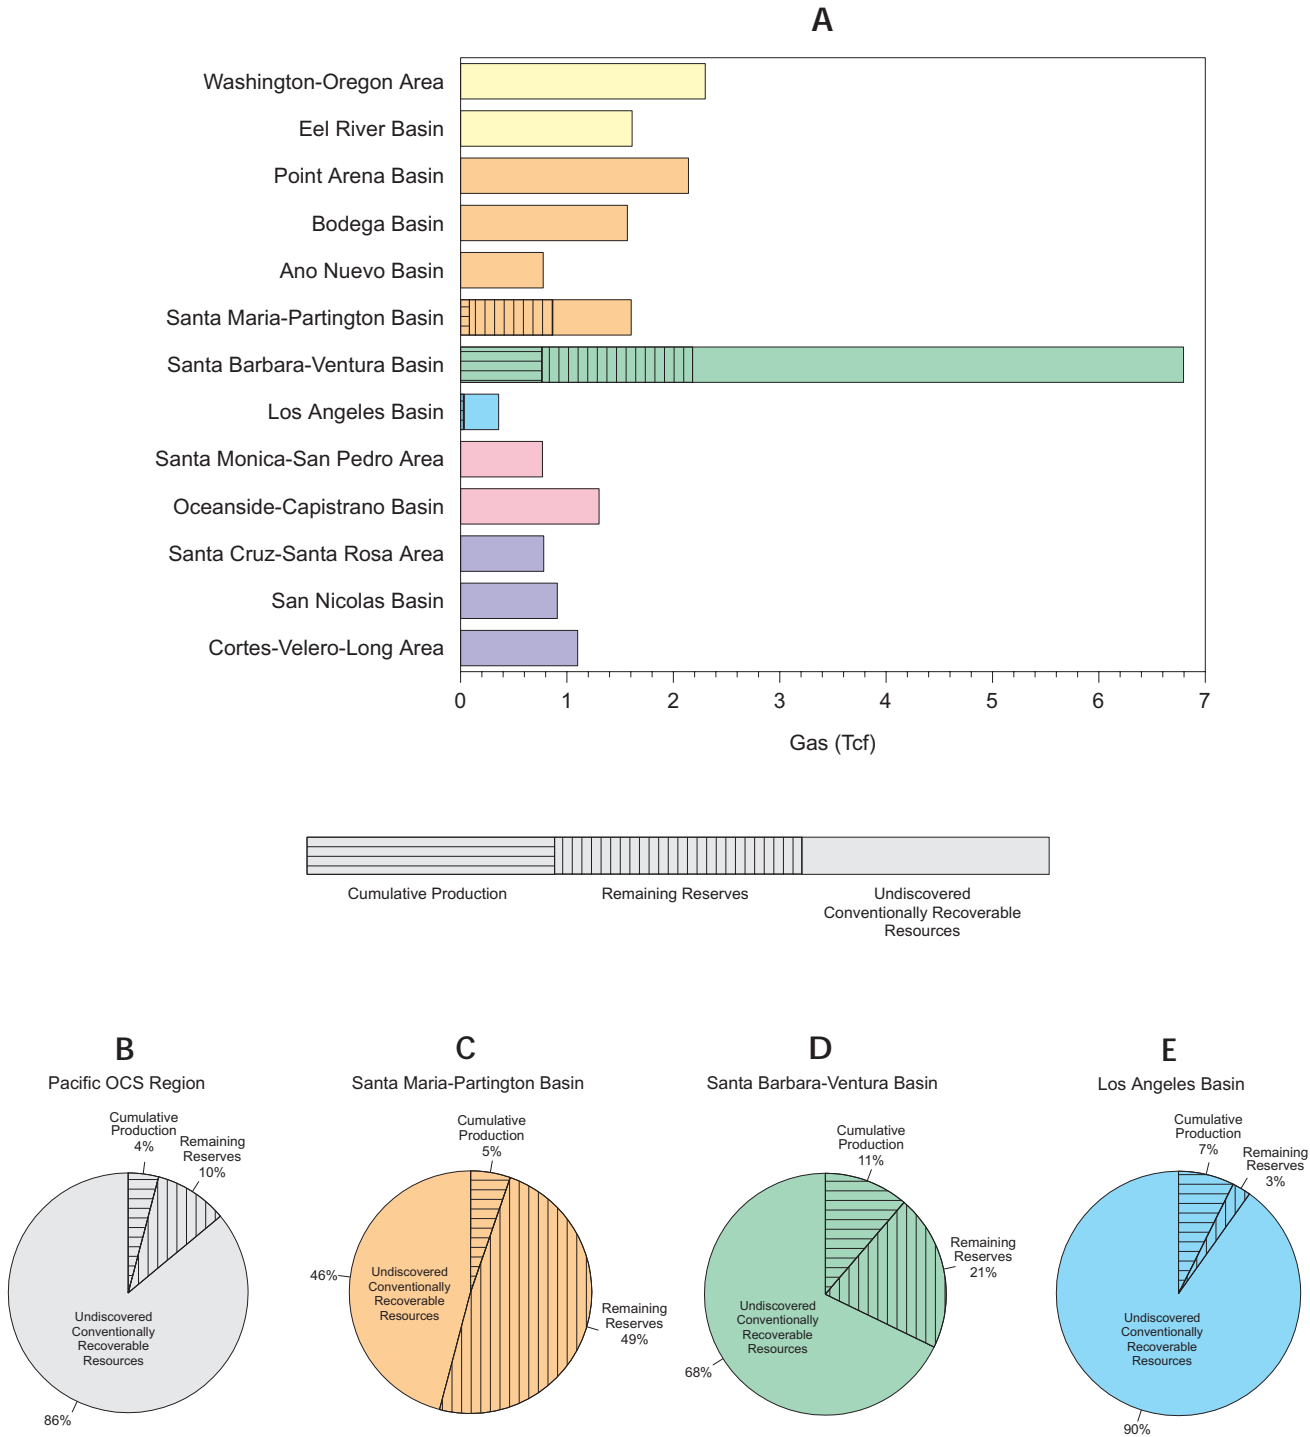 A
Washington-Oregon Area
Eel River Basin
Point Arena Basin
Bodega Basin
Ano Nuevo Basin
Santa Maria-Partington Basin
Santa Barbara-Ventura Basin
Los Angeles Basin
Santa Monica-San Pedro Area
Oceanside-Capistrano Basin
Santa Cruz-Santa Rosa Area
San Nicolas Basin
Cortes-Velero-Long Area
0 1 2 3 4 5 6 7
Gas (Tcf)
Cumulative Production
Remaining Reserves
Undiscovered
Conventionally Recoverable
Resources
B
Pacific OCS Region
Cumulative
Production
4%
Remaining
Reserves
10%
Undiscovered
Conventionally
Recoverable
Resources
86%
C
Santa Maria-Partington Basin
Cumulative
Production
5%
46%
Undiscovered
Conventionally
Recoverable
Resources
Remaining
Reserves
49%
D
Santa Barbara-Ventura Basin
Cumulative
Production
11%
Remaining
Reserves
21%
Undiscovered
Conventionally
Recoverable
Resources
68%
E
Los Angeles Basin
Cumulative
Production
7%
Remaining
Reserves
3%
Undiscovered
Conventionally
Recoverable
Resources
90%